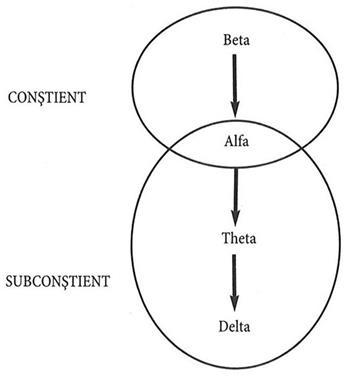 Beta
CONȘTIENT
Alfa
Theta
SUBCONȘTIENT
Delta